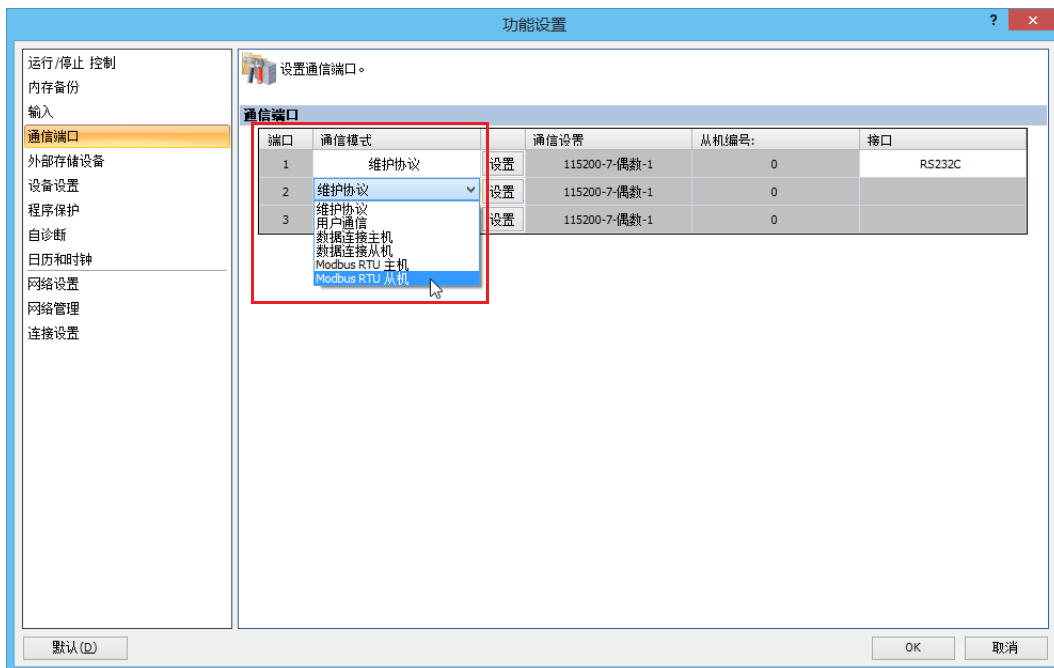 功能设置
? ×
运行/停止 控制
内存备份
输入
通信端口
外部存储设备
设备设置
程序保护
自诊断
日历和时钟
网络设置
网络管理
连接设置
设置通信端口。
通信端口
端口 通信模式 通信设置 从机编号: 接口
1 维护协议 设置 115200-7-偶数-1 0 RS232C
2 维护协议 设置 115200-7-偶数-1 0
3 设置 115200-7-偶数-1 0
维护协议
用户通信
数据连接主机
数据连接从机
Modbus RTU 主机
Modbus RTU 从机
默认(D) OK 取消